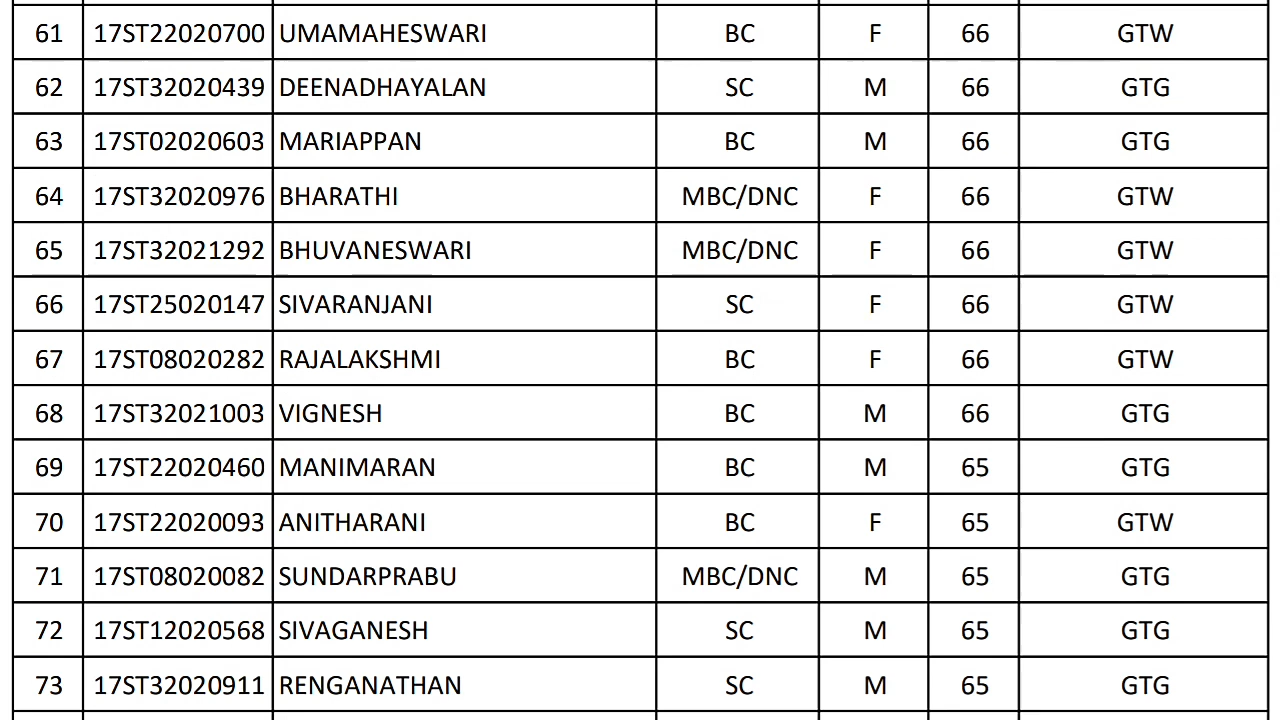 61 17ST22020700 UMAMAHESWARI BC F 66 GTW
62 17ST32020439 DEENADHAYALAN SC M 66 GTG
63 17ST02020603 MARIAPPAN BC M 66 GTG
64 17ST32020976 BHARATHI MBC/DNC F 66 GTW
65 17ST32021292 BHUVANESWARI MBC/DNC F 66 GTW
66 17ST25020147 SIVARANJANI SC F 66 GTW
67 17ST08020282 RAJALAKSHMI BC F 66 GTW
68 17ST32021003 VIGNESH BC M 66 GTG
69 17ST22020460 MANIMARAN BC M 65 GTG
70 17ST22020093 ANITHARANI BC F 65 GTW
71 17ST08020082 SUNDARPRABU MBC/DNC M 65 GTG
72 17ST12020568 SIVAGANESH SC M 65 GTG
73 17ST32020911 RENGANATHAN SC M 65 GTG